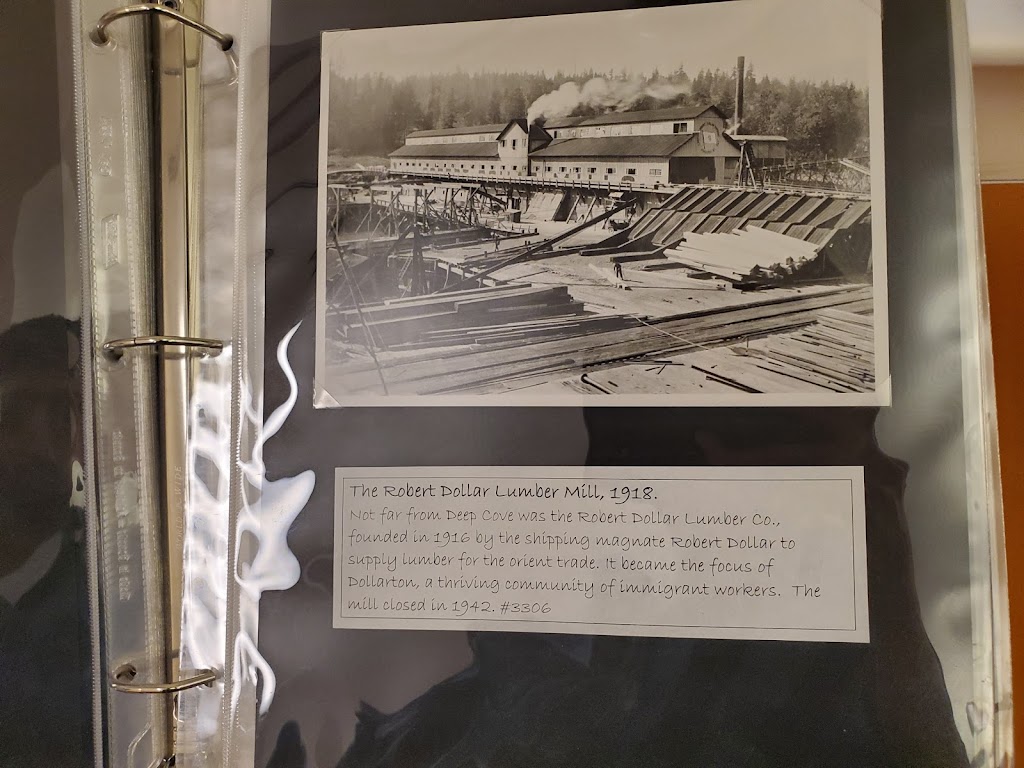 The Robert Dollar Lumber Mill, 1918.
Not far from Deep Cove was the Robert Dollar Lumber Co.,
founded in 1916 by the shipping magnate Robert Dollar to
supply lumber for the orient trade. It became the focus of
Dollarton, a thriving community of immigrant workers. The
mill closed in 1942. #3306